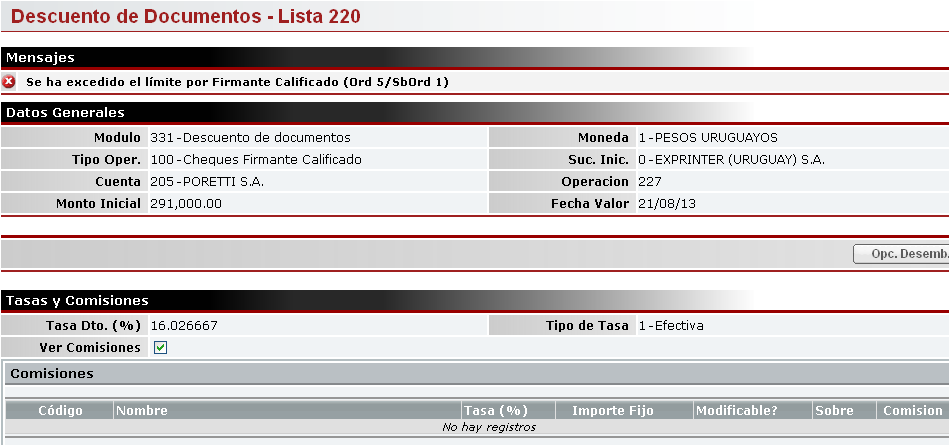 Descuento de Documentos - Lista 220
Mensajes
Se ha excedido el límite por Firmante Calificado (Ord 5/SbOrd 1)
Datos Generales
Modulo 331-Descuento de documentos Moneda 1-PESOS URUGUAYOS
Tipo Oper. 100-Cheques Firmante Calificado Suc. Inic. 0-EXPRINTER (URUGUAY) S.A.
Cuenta 205-PORETTI S.A. Operacion 227
Monto Inicial 291,000.00 Fecha Valor 21/08/13
Opc. Desemb.
Tasas y Comisiones
Tasa Dto. (%) 16.026667 Tipo de Tasa 1-Efectiva
Ver Comisiones
Comisiones
Código Nombre Tasa (%) Importe Fijo Modificable? Sobre Comision
No hay registros